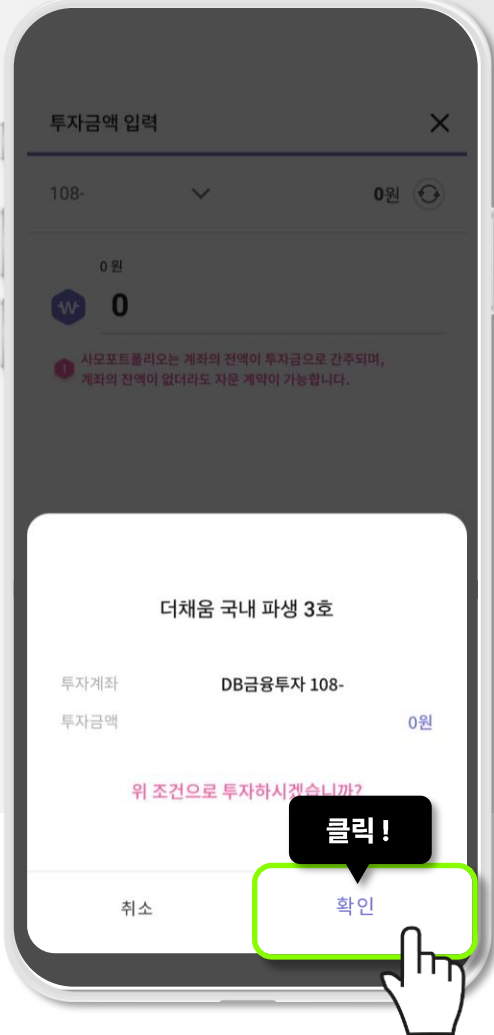 투자금액 입력
108-
0원
0 원
0
사모포트폴리오는 계좌의 전액이 투자금으로 간주되며,
계좌의 잔액이 없더라도 자문 계약이 가능합니다.
더채움 국내 파생 3호
투자계좌 DB금융투자 108-
투자금액 0원
위 조건으로 투자하시겠습니까?
클릭 !
취소 확인